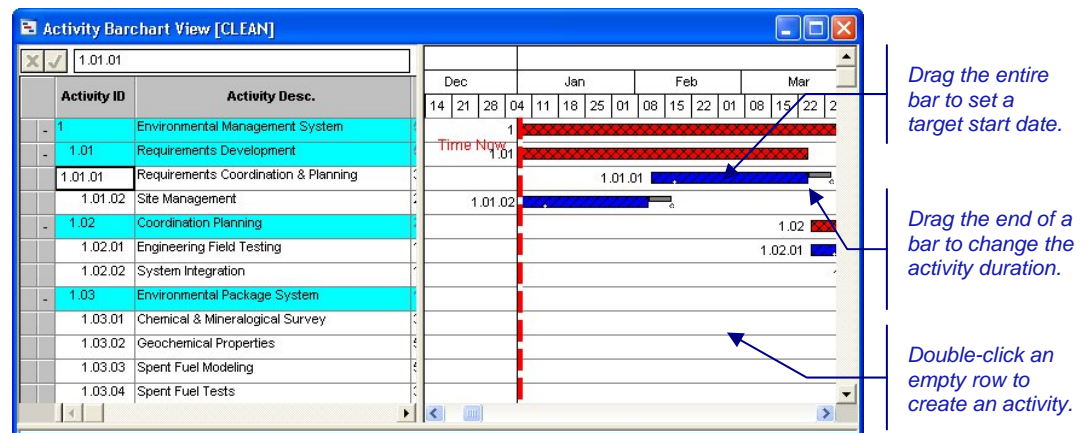 Activity Barchart View [CLEAN]
1.01.01
Activity ID Activity Desc.
Dec Jan Feb Mar
14 21 28 04 11 18 25 01 08 15 22 01 08 15 22 2
- 1 Environmental Management System 1
Time Now
- 1.01 Requirements Development 1.01
1.01.01 Requirements Coordination & Planning 1.01.01
1.01.02 Site Management 1.01.02
- 1.02 Coordination Planning 1.02
1.02.01 Engineering Field Testing 1.02.01
1.02.02 System Integration
- 1.03 Environmental Package System
1.03.01 Chemical & Mineralogical Survey
1.03.02 Geochemical Properties
1.03.03 Spent Fuel Modeling
1.03.04 Spent Fuel Tests
Drag the entire
bar to set a
target start date.
Drag the end of a
bar to change the
activity duration.
Double-click an
empty row to
create an activity.